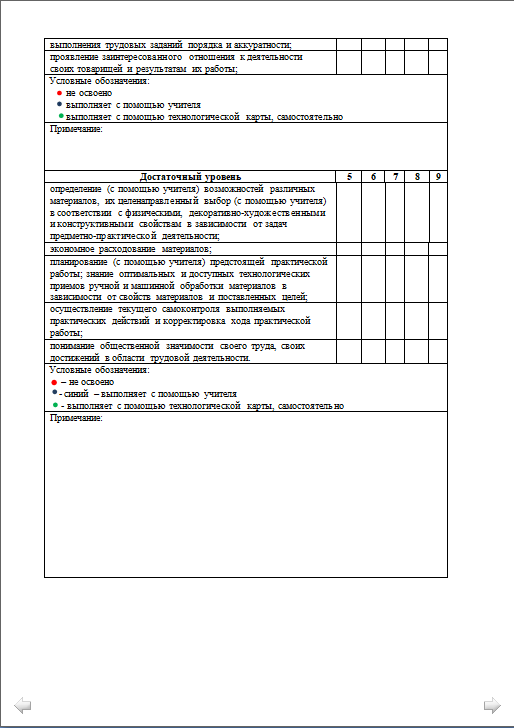 выполнения трудовых заданий порядка и аккуратности;
проявление заинтересованного отношения к деятельности
своих товарищей и результатам их работы;
Условные обозначения:
не освоено
выполняет с помощью учителя
выполняет с помощью технологической карты, самостоятельно
Примечание:
Достаточный уровень 5 6 7 8 9
определение (с помощью учителя) возможностей различных
материалов, их целенаправленный выбор (с помощью учителя)
в соответствии с физическими, декоративно-художественными
и конструктивными свойствам в зависимости от задач
предметно-практической деятельности;
экономное расходование материалов;
планирование (с помощью учителя) предстоящей практической
работы; знание оптимальных и доступных технологических
приемов ручной и машинной обработки материалов в
зависимости от свойств материалов и поставленных целей;
осуществление текущего самоконтроля выполняемых
практических действий и корректировка хода практической
работы;
понимание общественной значимости своего труда, своих
достижений в области трудовой деятельности.
Условные обозначения:
– не освоено
- синий – выполняет с помощью учителя
- выполняет с помощью технологической карты, самостоятельно
Примечание: